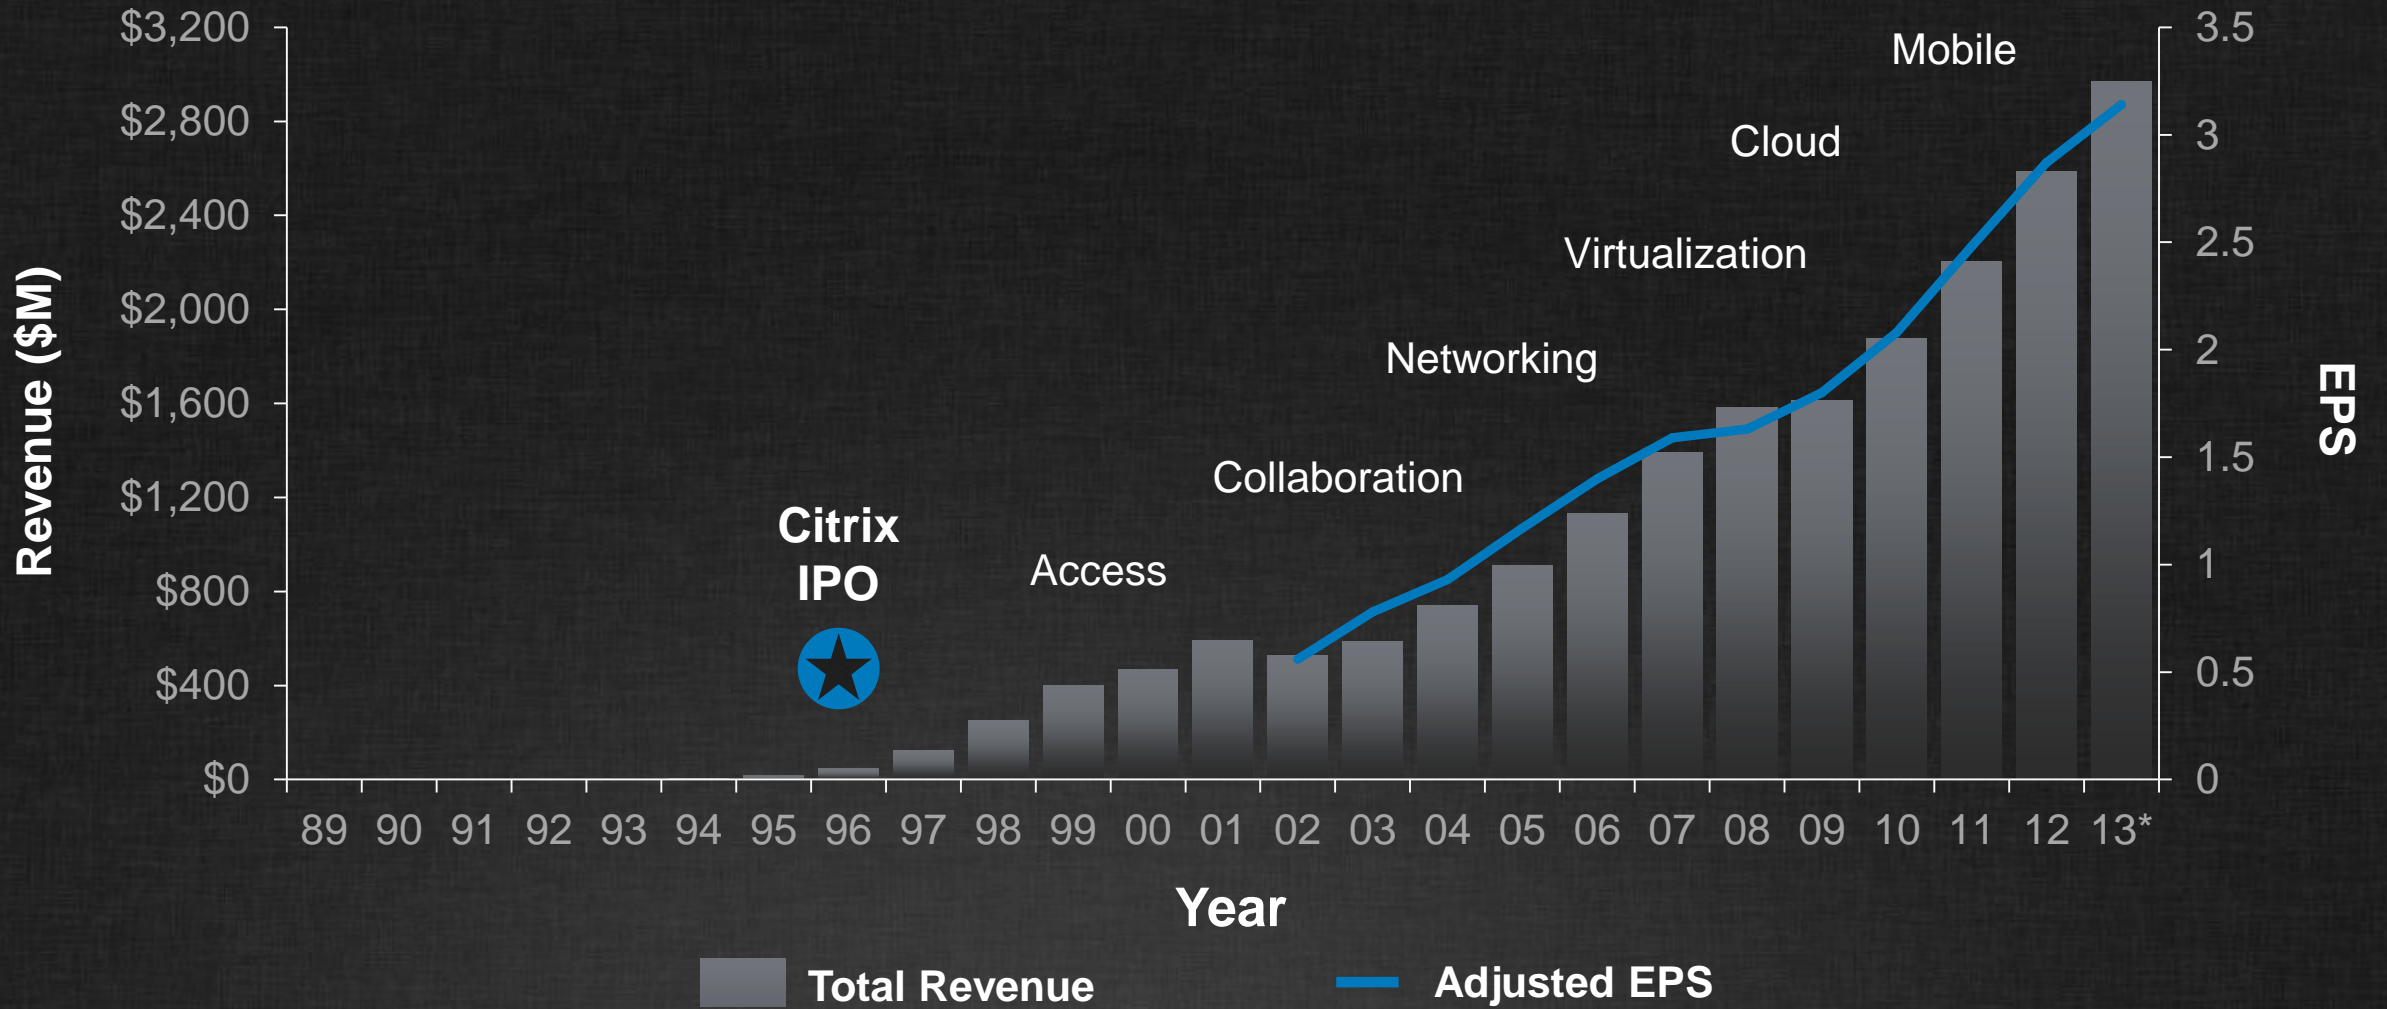 $3,200
$2,800
$2,400
$2,000
$1,600
$1,200
$800
$400
$0
Revenue ($M)
3.5
3
2.5
2
1.5
1
0.5
0
EPS
Mobile
Cloud
Virtualization
Networking
Collaboration
Access
Citrix
IPO
89 90 91 92 93 94 95 96 97 98 99 00 01 02 03 04 05 06 07 08 09 10 11 12 13*
Year
Total Revenue
Adjusted EPS